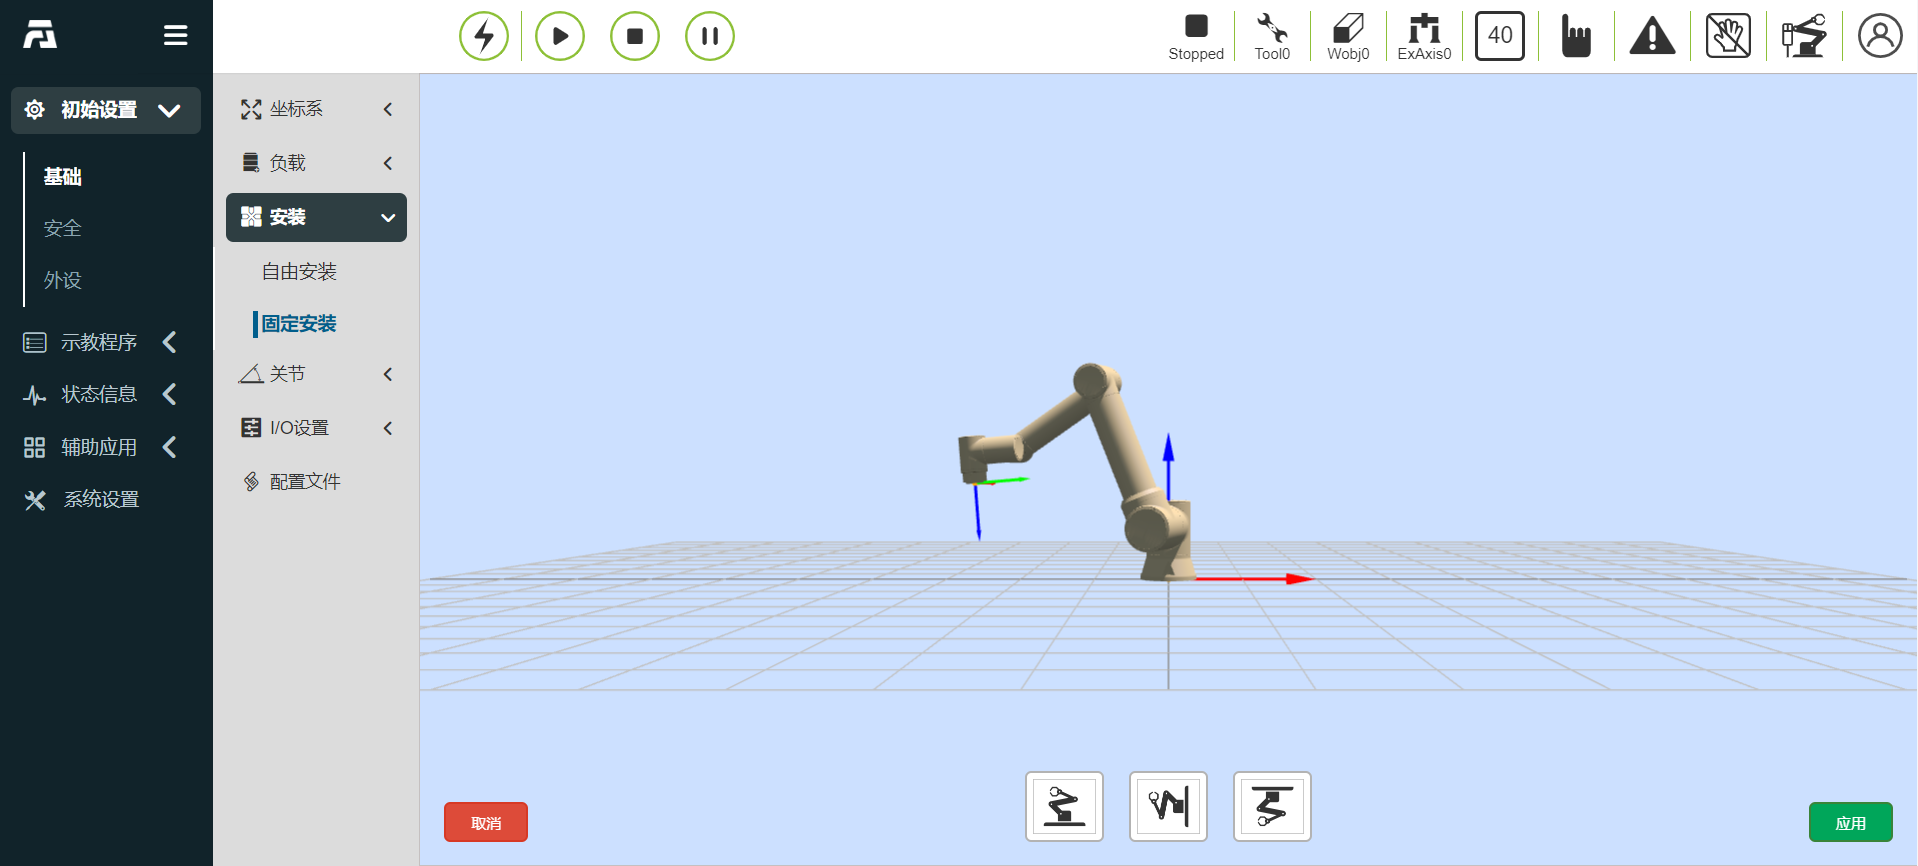 Stopped
Tool0
Wobj0
ExAxis0
40
初始设置
基础
安全
外设
示教程序
状态信息
辅助应用
系统设置
坐标系
负载
安装
自由安装
固定安装
关节
I/O设置
配置文件
取消
应用